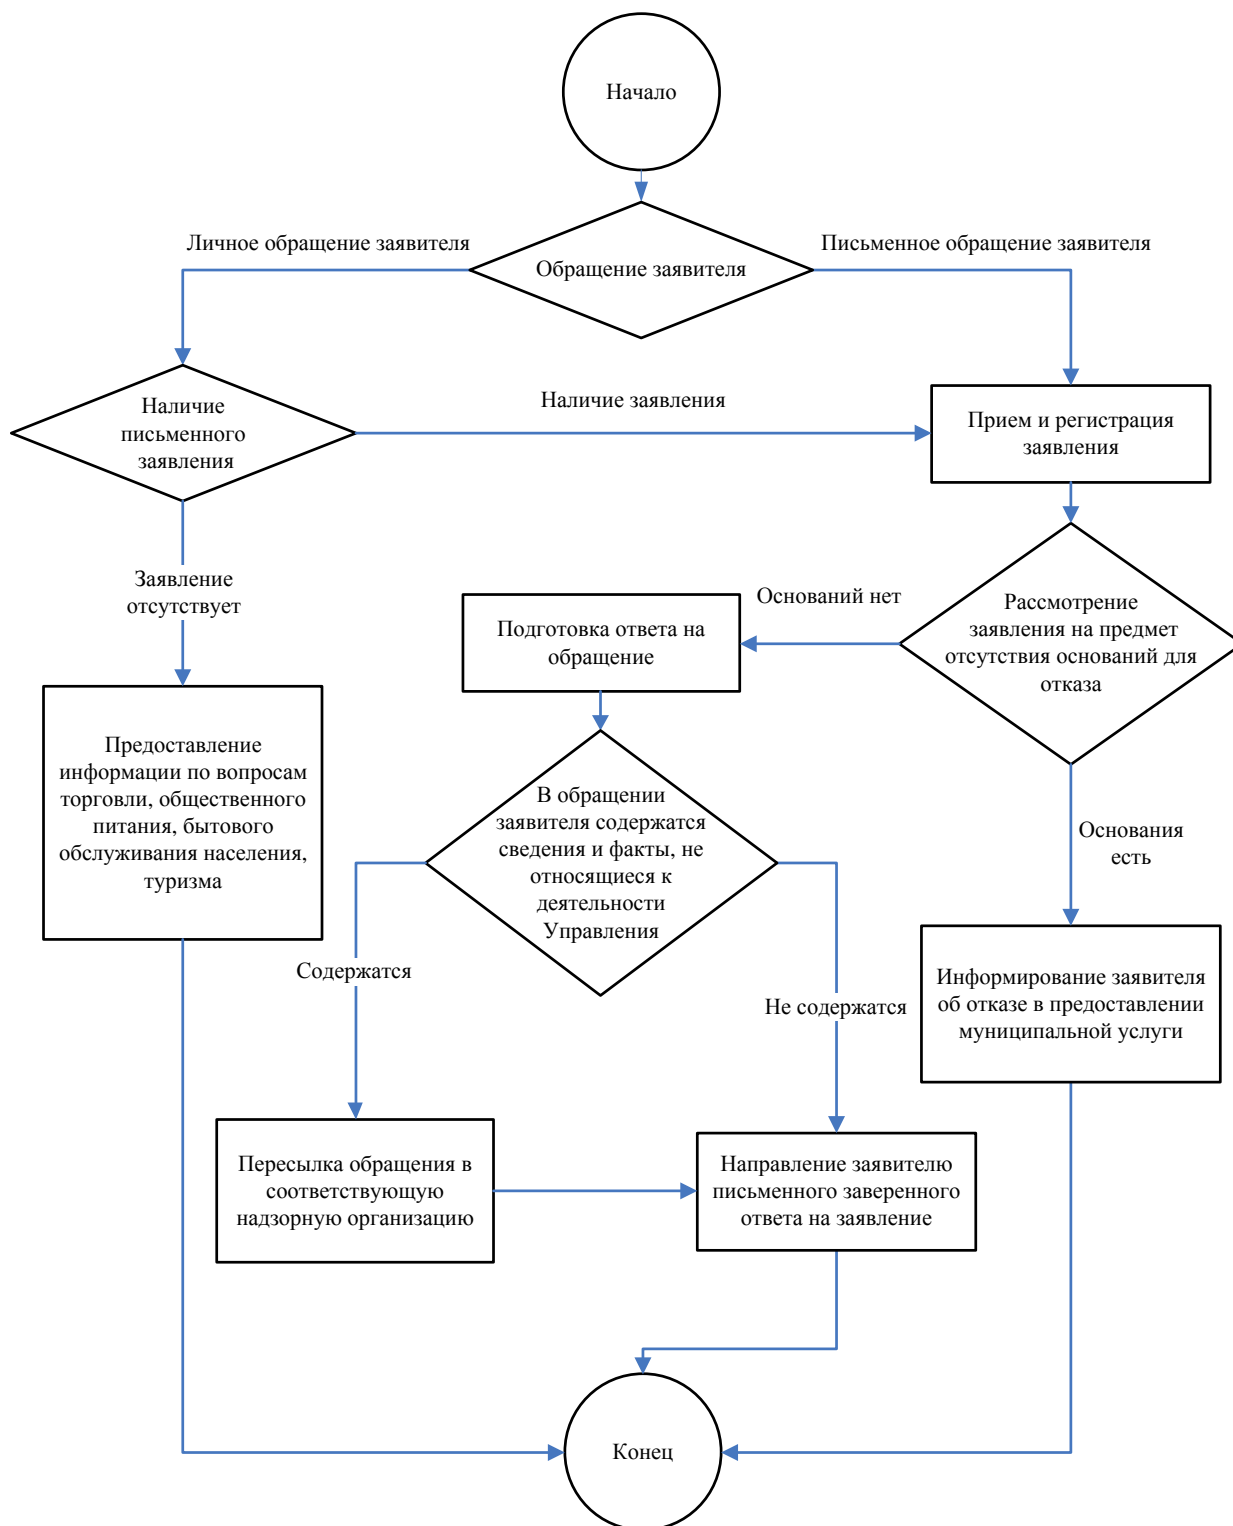 Начало
Личное обращение заявителя
Письменное обращение заявителя
Обращение заявителя
Наличие
письменного
заявления
Наличие заявления
Прием и регистрация
заявления
Заявление
отсутствует
Оснований нет
Подготовка ответа на
обращение
Рассмотрение
заявления на предмет
отсутствия оснований для
отказа
Предоставление
информации по вопросам
торговли, общественного
питания, бытового
обслуживания населения,
туризма
В обращении
заявителя содержатся
сведения и факты, не
относящиеся к
деятельности
Управления
Основания
есть
Содержатся
Не содержатся
Информирование заявителя
об отказе в предоставлении
муниципальной услуги
Пересылка обращения в
соответствующую
надзорную организацию
Направление заявителю
письменного заверенного
ответа на заявление
Конец